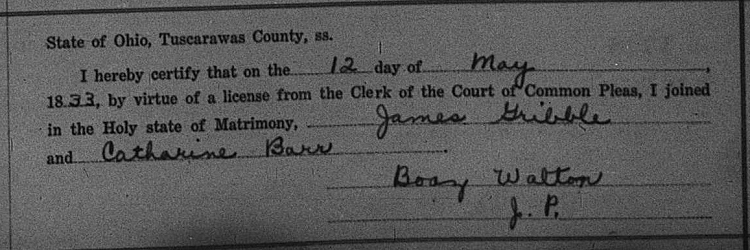 State of Ohio, Tuscarawas County, ss.
I hereby certify that on the 12 day of May,
1833, by virtue of a license from the Clerk of the Court of Common Pleas, I joined
in the Holy state of Matrimony, James Gribble
and Catharine Barr.
Boaz Walton
J. P.